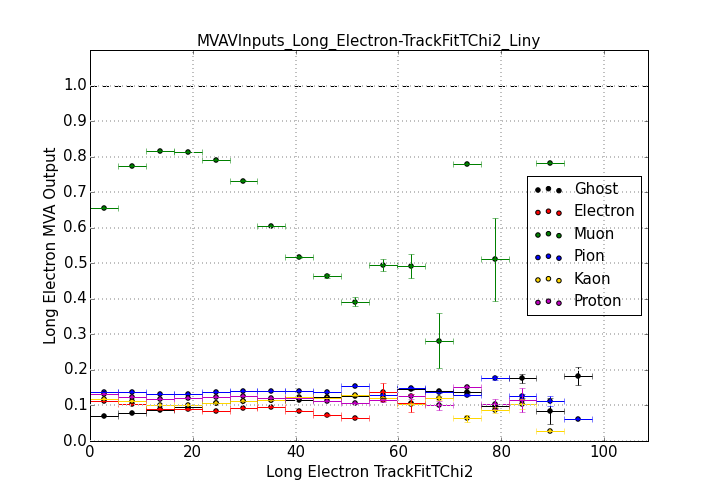 MVAVInputs_Long_Electron-TrackFitTChi2_Liny
Long Electron MVA Output
1.0
0.9
0.8
0.7
0.6
0.5
0.4
0.3
0.2
0.1
0.0
Ghost
Electron
Muon
Pion
Kaon
Proton
0 20 40 60 80 100
Long Electron TrackFitTChi2